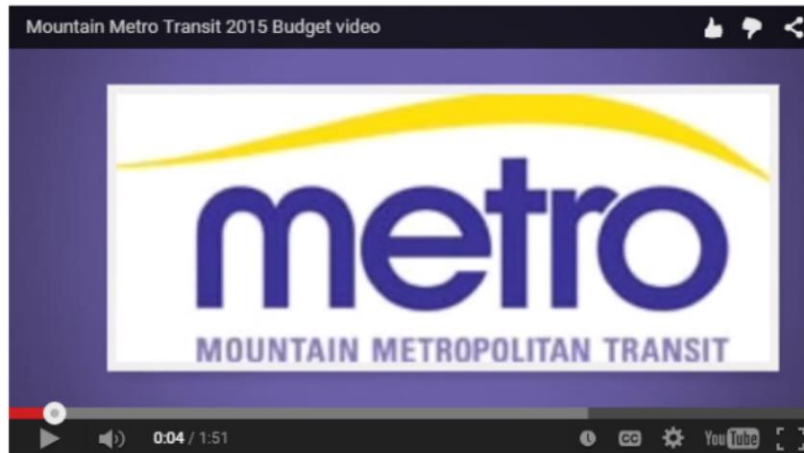 Mountain Metro Transit 2015 Budget video
metro
MOUNTAIN METROPOLITAN TRANSIT
0:04 / 1:51
CC
YouTube